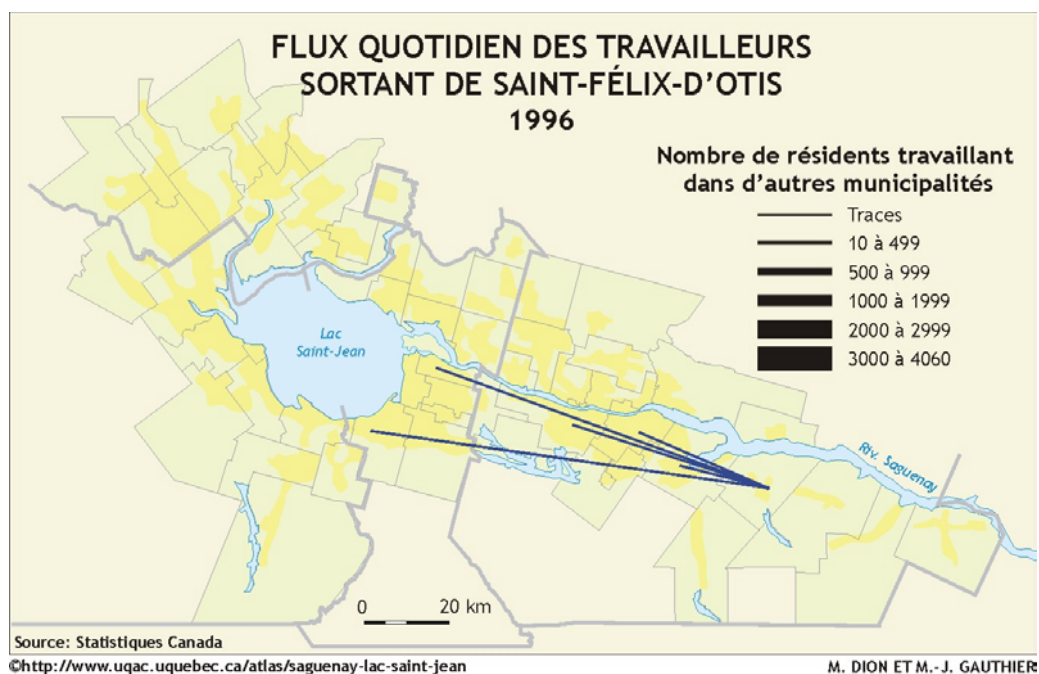 FLUX QUOTIDIEN DES TRAVAILLEURS
SORTANT DE SAINT-FÉLIX-D'OTIS
1996
Nombre de résidents travaillant
dans d'autres municipalités
Traces
10 à 499
500 à 999
1000 à 1999
2000 à 2999
3000 à 4060
Lac
Saint-Jean
Riv. Saguenay
0 20 km
Source: Statistiques Canada
©http://www.uqac.uquebec.ca/atlas/saguenay-lac-saint-jean
M. DION ET M.-J. GAUTHIER